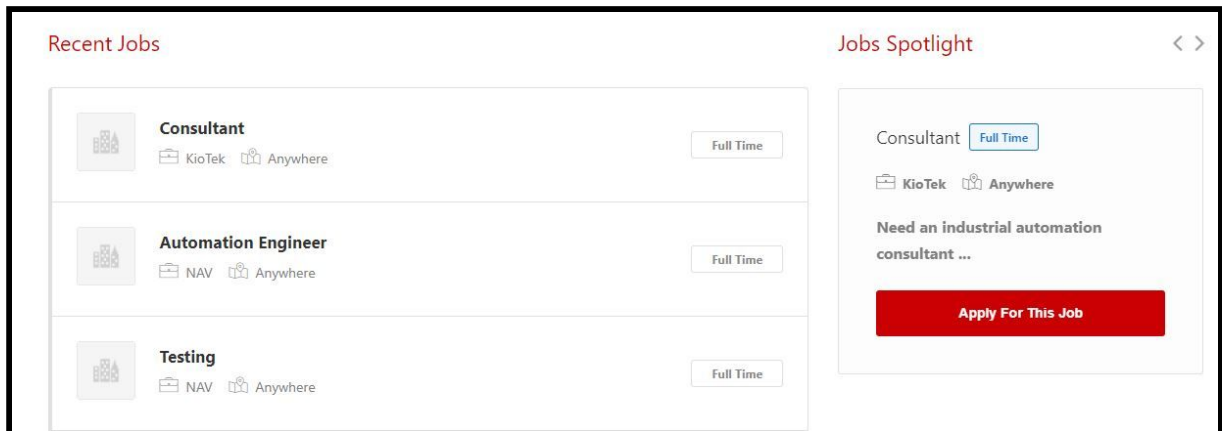 Recent Jobs
Consultant
KioTek Anywhere
Full Time
Automation Engineer
NAV Anywhere
Full Time
Testing
NAV Anywhere
Full Time
Jobs Spotlight
Consultant Full Time
KioTek Anywhere
Need an industrial automation
consultant ...
Apply For This Job